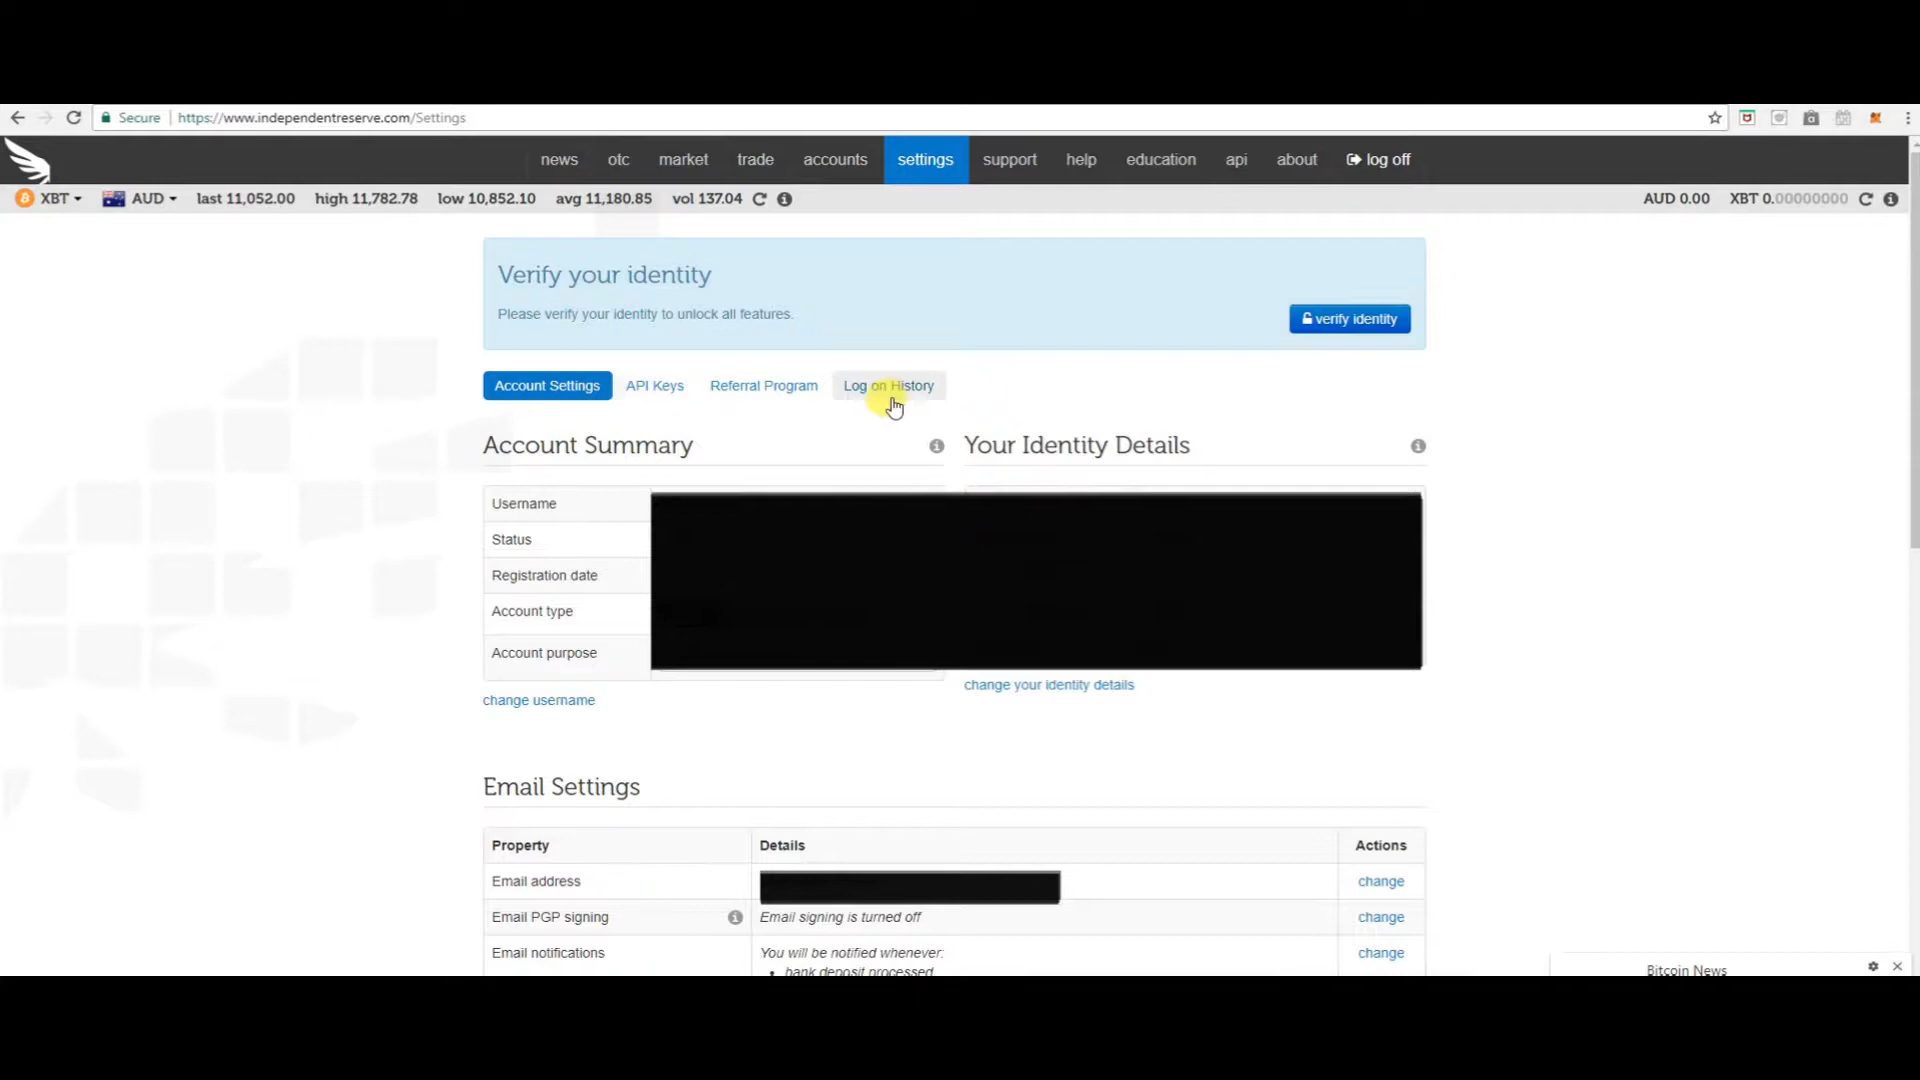 Secure | https://www.independentreserve.com/Settings
news otc market trade accounts settings support help education api about log off
XBT AUD last 11,052.00 high 11,782.78 low 10,852.10 avg 11,180.85 vol 137.04 AUD 0.00 XBT 0.00000000
Verify your identity
Please verify your identity to unlock all features.
verify identity
Account Settings API Keys Referral Program Log on History
Account Summary Your Identity Details
Username
Status
Registration date
Account type
Account purpose
change your identity details
change username
Email Settings
Property Details Actions
Email address change
Email PGP signing Email signing is turned off change
Email notifications You will be notified whenever: change
• bank deposit processed
Bitcoin News